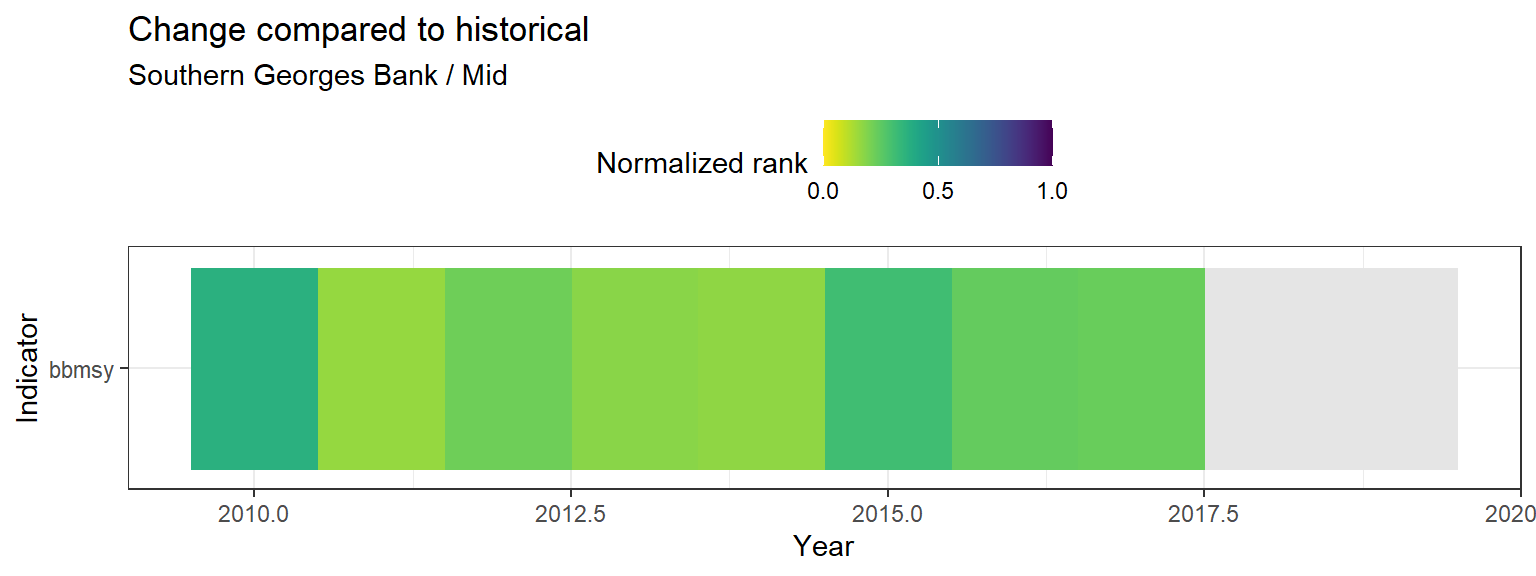 Change compared to historical
Southern Georges Bank / Mid
Normalized rank
0.0 0.5 1.0
Indicator
bbmsy
2010.0 2012.5 2015.0 2017.5 2020
Year